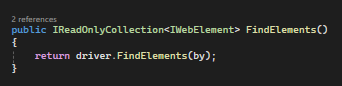 2 references
public IReadOnlyCollection<IWebElement> FindElements()
{
return driver.FindElements(by);
}